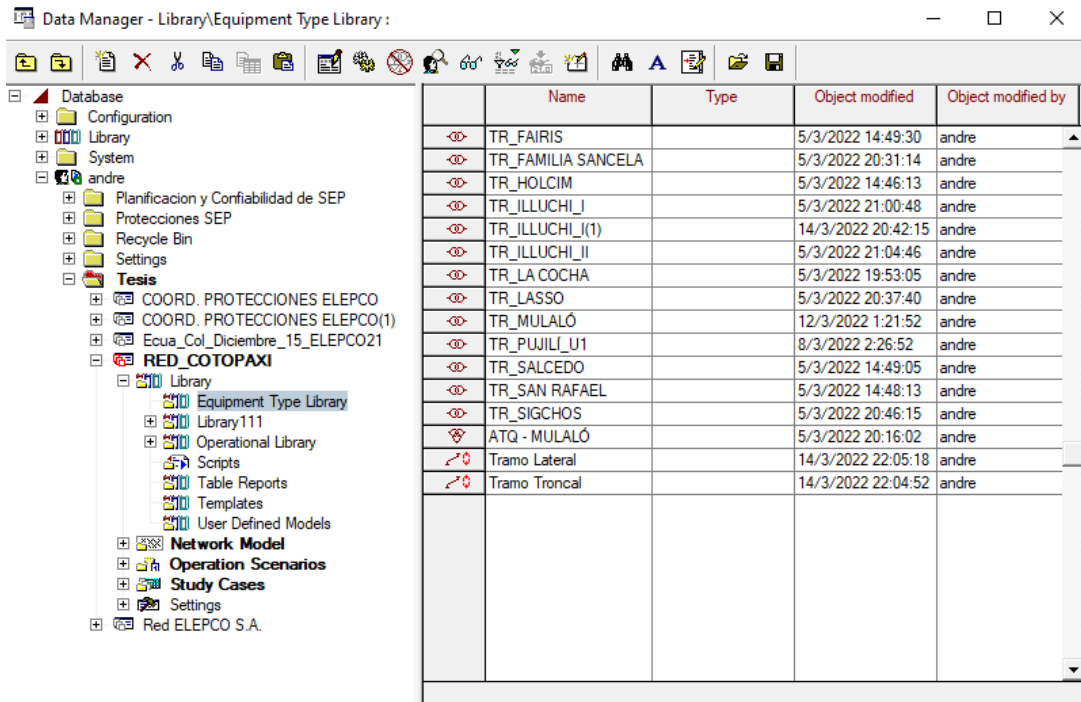 Data Manager - Library\Equipment Type Library :
Database
Configuration
Library
System
andre
Planificacion y Confiabilidad de SEP
Protecciones SEP
Recycle Bin
Settings
Tesis
COORD. PROTECCIONES ELEPCO
COORD. PROTECCIONES ELEPCO(1)
Ecua_Col_Diciembre_15_ELEPCO21
RED_COTOPAXI
Library
Equipment Type Library
Library111
Operational Library
Scripts
Table Reports
Templates
User Defined Models
Network Model
Operation Scenarios
Study Cases
Settings
Red ELEPCO S.A.
Name Type Object modified Object modified by
TR_FAIRIS 5/3/2022 14:49:30 andre
TR_FAMILIA SANCELA 5/3/2022 20:31:14 andre
TR_HOLCIM 5/3/2022 14:46:13 andre
TR_ILLUCHI_I 5/3/2022 21:00:48 andre
TR_ILLUCHI_I(1) 14/3/2022 20:42:15 andre
TR_ILLUCHI_II 5/3/2022 21:04:46 andre
TR_LA COCHA 5/3/2022 19:53:05 andre
TR_LASSO 5/3/2022 20:37:40 andre
TR_MULALÓ 12/3/2022 1:21:52 andre
TR_PUJILÍ_U1 8/3/2022 2:26:52 andre
TR_SALCEDO 5/3/2022 14:49:05 andre
TR_SAN RAFAEL 5/3/2022 14:48:13 andre
TR_SIGCHOS 5/3/2022 20:46:15 andre
ATQ - MULALÓ 5/3/2022 20:16:02 andre
Tramo Lateral 14/3/2022 22:05:18 andre
Tramo Troncal 14/3/2022 22:04:52 andre